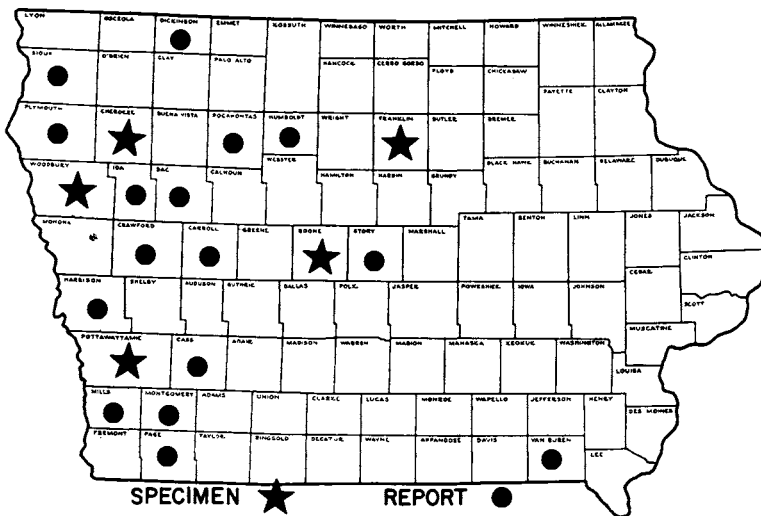 LYON OSCEOLA DICKINSON EMMET KOSSUTH WINNEBAGO WORTH MITCHELL HOWARD WINNESHIEK ALLAMAKEE
SIOUX O'BRIEN CLAY PALO ALTO HANCOCK CERRO GORDO FLOYD CHICKASAW
FAYETTE CLAYTON
PLYMOUTH CHEROKEE BUENA VISTA POCAHONTAS HUMBOLDT WRIGHT FRANKLIN BUTLER BREMER
WOODBURY IDA SAC CALHOUN WEBSTER HAMILTON HARDIN GRUNDY BLACK HAWK BUCHANAN DELAWARE DUBUQUE
MONONA CRAWFORD CARROLL GREENE BOONE STORY MARSHALL TAMA BENTON LINN JONES JACKSON
CLINTON
HARRISON SHELBY AUDUBON GUTHRIE DALLAS POLK JASPER POWESHIEK IOWA JOHNSON CEDAR
SCOTT
MUSCATINE
POTTAWATTAMIE CASS ADAIR MADISON WARREN MARION MAHASKA KEOKUK WASHINGTON
LOUISA
MILLS MONTGOMERY ADAMS UNION CLARKE LUCAS MONROE WAPELLO JEFFERSON HENRY
DES MOINES
FREMONT PAGE TAYLOR RINGGOLD DECATUR WAYNE APPANOOSE DAVIS VAN BUREN
LEE
SPECIMEN REPORT